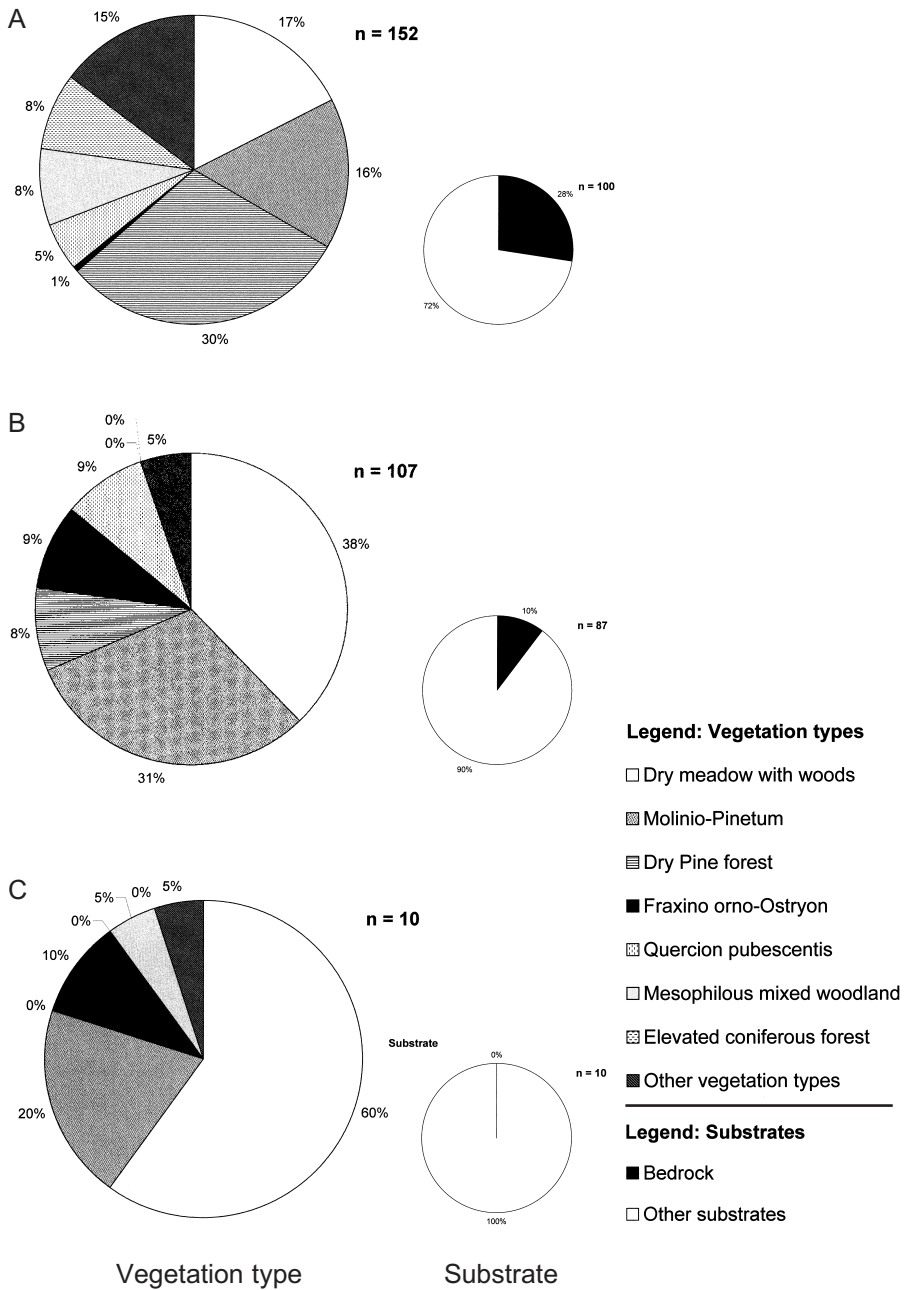 A
15%
17%
n = 152
8%
16%
8%
5%
1%
30%
28%
n = 100
72%
B
0%
0%
5%
9%
n = 107
9%
38%
8%
31%
10%
n = 87
90%
Legend: Vegetation types
Dry meadow with woods
Molinio-Pinetum
Dry Pine forest
Fraxino orno-Ostryon
Quercion pubescentis
Mesophilous mixed woodland
Elevated coniferous forest
Other vegetation types
Legend: Substrates
Bedrock
Other substrates
C
5%
0%
5%
0%
n = 10
10%
0%
20%
60%
Substrate
0%
n = 10
100%
Vegetation type
Substrate